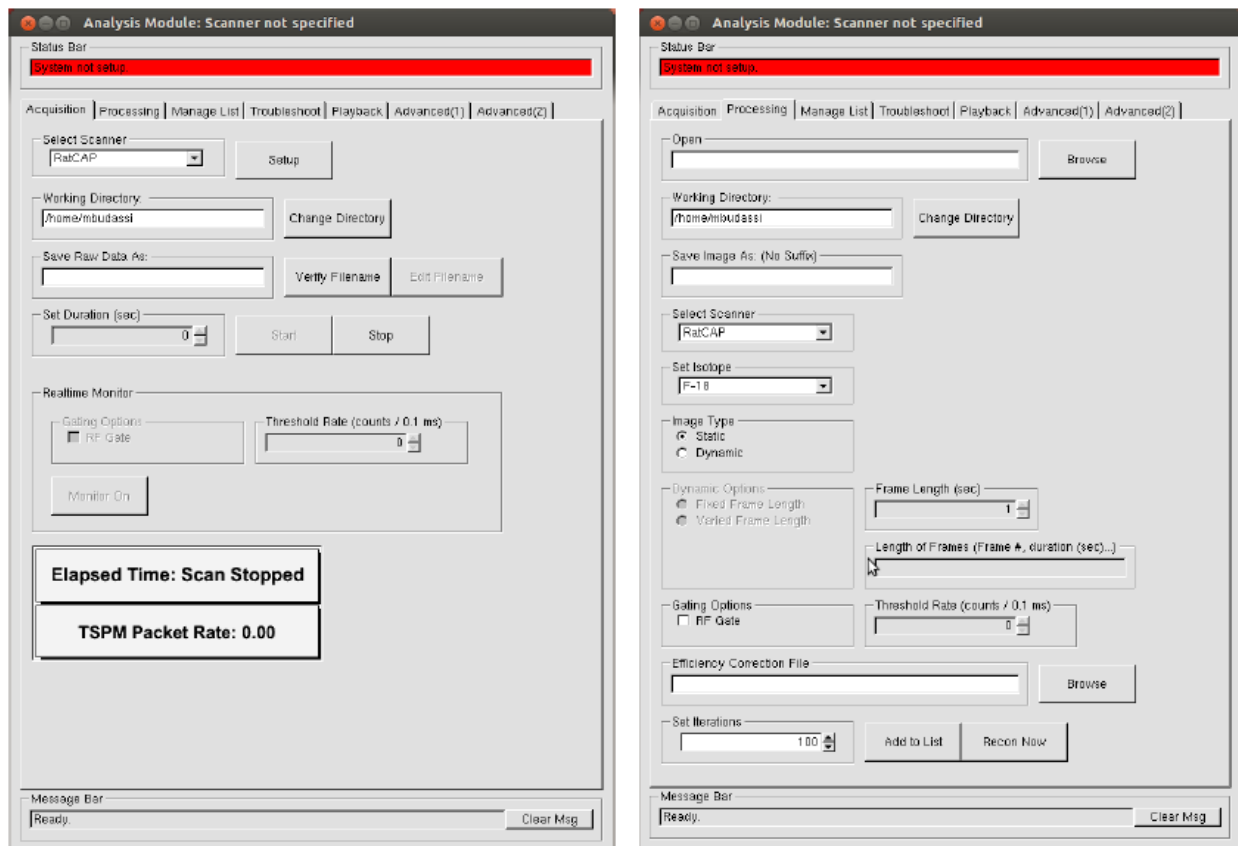 Analysis Module: Scanner not specified
Status Bar
System not setup.
Acquisition Processing Manage List Troubleshoot Playback Advanced(1) Advanced(2)
Select Scanner
RatCAP Setup
Working Directory:
/home/mbudassi Change Directory
Save Raw Data As:
Verify Filename Edit Filename
Set Duration (sec)
0 Start Stop
Realtime Monitor
Gating Options Threshold Rate (counts / 0.1 ms)
RF Gate 0
Monitor On
Elapsed Time: Scan Stopped
TSPM Packet Rate: 0.00
Message Bar
Ready. Clear Msg
Analysis Module: Scanner not specified
Status Bar
System not setup.
Acquisition Processing Manage List Troubleshoot Playback Advanced(1) Advanced(2)
Open
Browse
Working Directory:
/home/mbudassi Change Directory
Save Image As: (No Suffix)
Select Scanner
RatCAP
Set Isotope
F-18
Image Type
Static
Dynamic
Dynamic Options Frame Length (sec)
Fixed Frame Length 1
Varied Frame Length
Length of Frames (Frame #, duration (sec)...)
Gating Options Threshold Rate (counts / 0.1 ms)
RF Gate 0
Efficiency Correction File
Browse
Set Iterations
100 Add to List Recon Now
Message Bar
Ready. Clear Msg